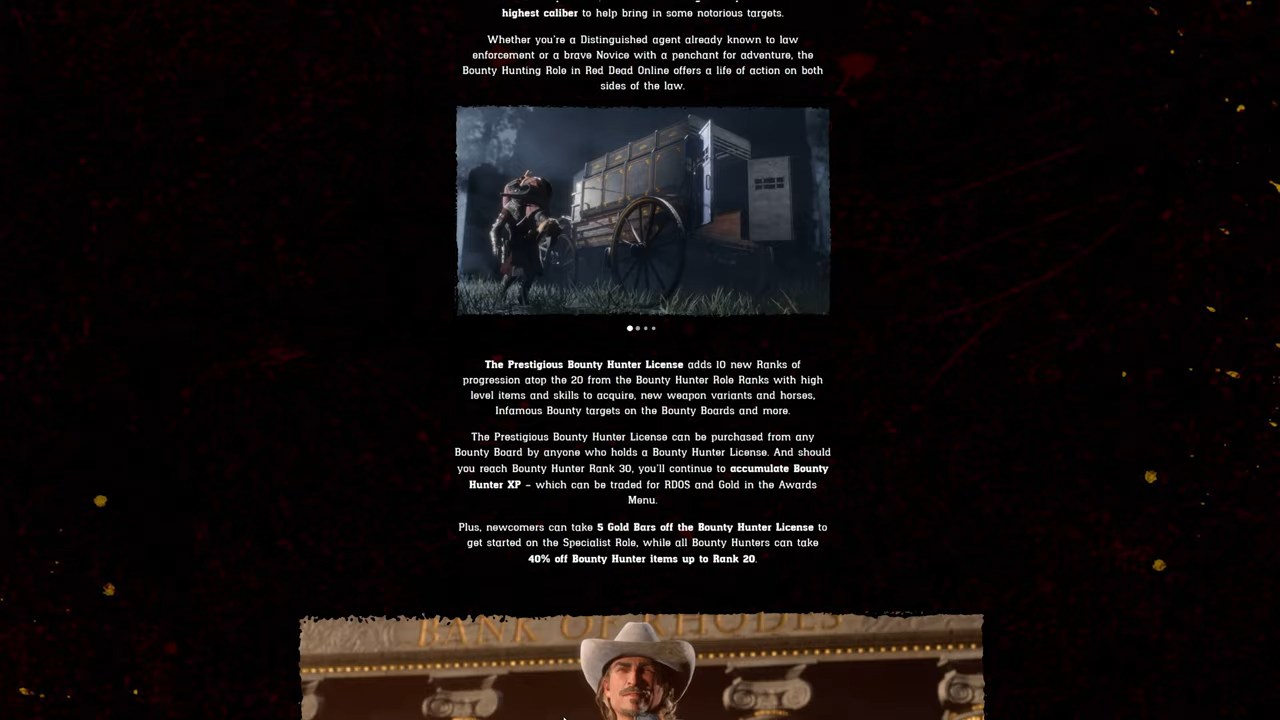 highest caliber to help bring in some notorious targets.
Whether you're a Distinguished agent already known to law
enforcement or a brave Novice with a penchant for adventure, the
Bounty Hunting Role in Red Dead Online offers a life of action on both
sides of the law.
The Prestigious Bounty Hunter License adds 10 new Ranks of
progression atop the 20 from the Bounty Hunter Role Ranks with high
level items and skills to acquire, new weapon variants and horses,
Infamous Bounty targets on the Bounty Boards and more.
The Prestigious Bounty Hunter License can be purchased from any
Bounty Board by anyone who holds a Bounty Hunter License. And should
you reach Bounty Hunter Rank 30, you'll continue to accumulate Bounty
Hunter XP – which can be traded for RDO$ and Gold in the Awards
Menu.
Plus, newcomers can take 5 Gold Bars off the Bounty Hunter License to
get started on the Specialist Role, while all Bounty Hunters can take
40% off Bounty Hunter items up to Rank 20.
BANK OF RHODES